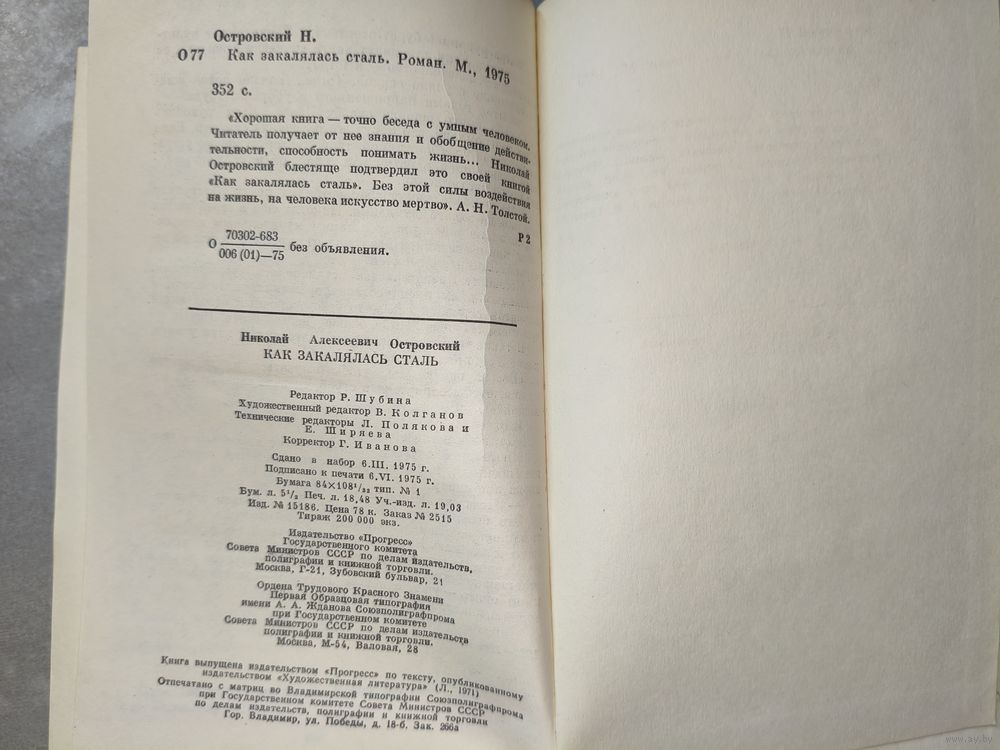 Островский Н.
О 77 Как закалялась сталь. Роман. М., 1975
352 с.
«Хорошая книга — точно беседа с умным человеком.
Читатель получает от нее знания и обобщение действи-
тельности, способность понимать жизнь... Николай
Островский блестяще подтвердил это своей книгой
«Как закалялась сталь». Без этой силы воздействия
на жизнь, на человека искусство мертво». А. Н. Толстой.
О 70302-683 / 006 (01)—75 без объявления.
Р 2
Николай Алексеевич Островский
КАК ЗАКАЛЯЛАСЬ СТАЛЬ
Редактор Р. Шубина
Художественный редактор В. Колганов
Технические редакторы Л. Полякова и
Е. Ширяева
Корректор Г. Иванова
Сдано в набор 6.III. 1975 г.
Подписано к печати 6.VI. 1975 г.
Бумага 84×108¹/₃₂ тип. № 1
Бум. л. 5¹/₂ Печ. л. 18,48 Уч.-изд. л. 19,03
Изд. № 15186. Цена 78 к. Заказ № 2515
Тираж 200 000 экз.
Издательство «Прогресс»
Государственного комитета
Совета Министров СССР по делам издательств,
полиграфии и книжной торговли.
Москва, Г-21, Зубовский бульвар, 21
Ордена Трудового Красного Знамени
Первая Образцовая типография
имени А. А. Жданова Союзполиграфпрома
при Государственном комитете
Совета Министров СССР по делам издательств
полиграфии и книжной торговли.
Москва, М-54, Валовая, 28
Книга выпущена издательством «Прогресс» по тексту, опубликованному
издательством «Художественная литература» (Л., 1971)
Отпечатано с матриц во Владимирской типографии Союзполиграфпрома
при Государственном комитете Совета Министров СССР
по делам издательств, полиграфии и книжной торговли
Гор. Владимир, ул. Победы, д. 18-б. Зак. 266а
www.ay.by